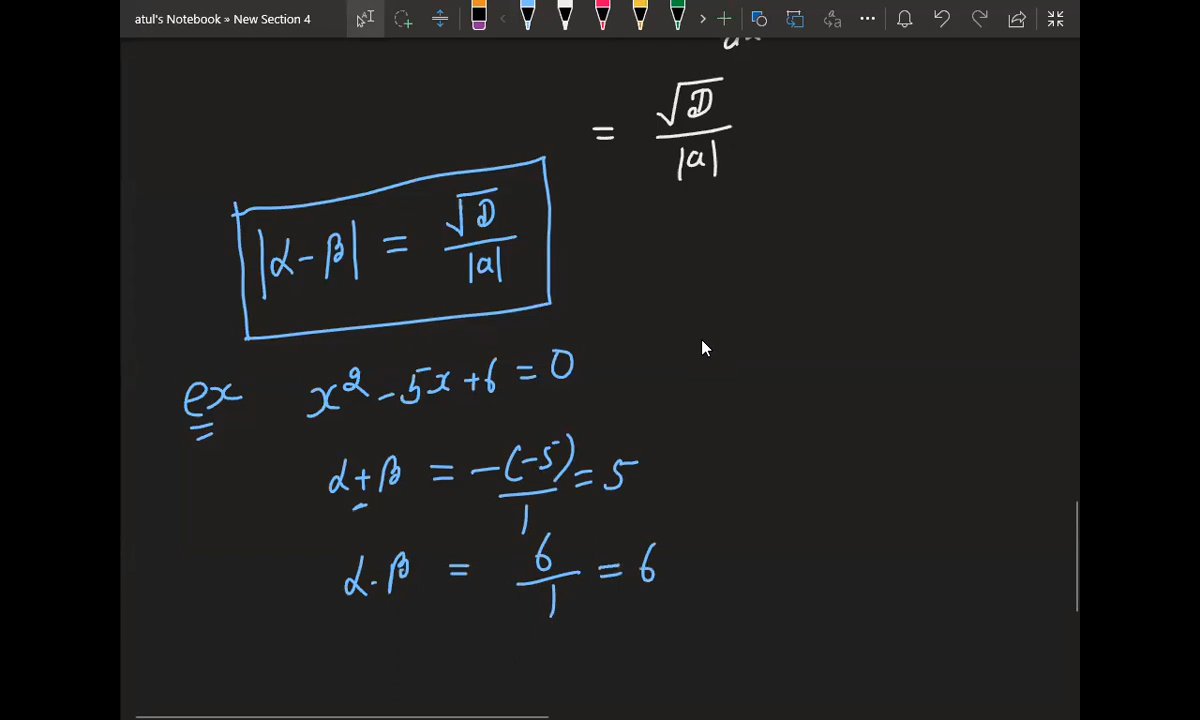 atul's Notebook » New Section 4
= √D / |a|
|α-β| = √D / |a|
ex x² - 5x + 6 = 0
α + β = -(-5) / 1 = 5
α . β = 6 / 1 = 6